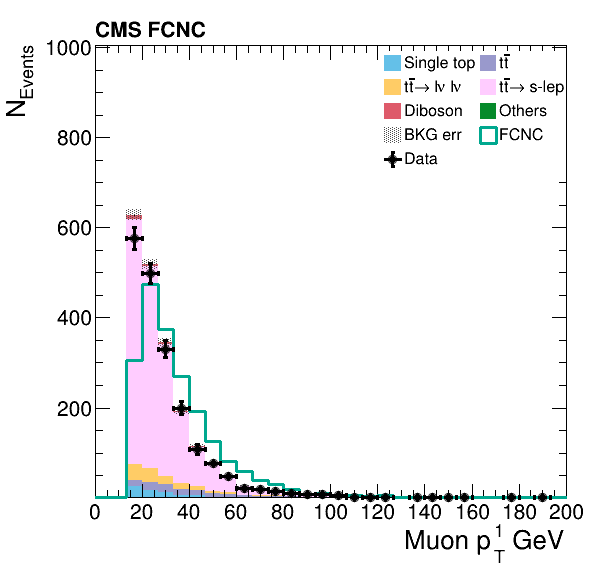 CMS FCNC
N_Events
1000
800
600
400
200
Single top
tt̄
tt̄→ lν lν
tt̄→ s-lep
Diboson
Others
BKG err
FCNC
Data
0 20 40 60 80 100 120 140 160 180 200
Muon p_T^1 GeV